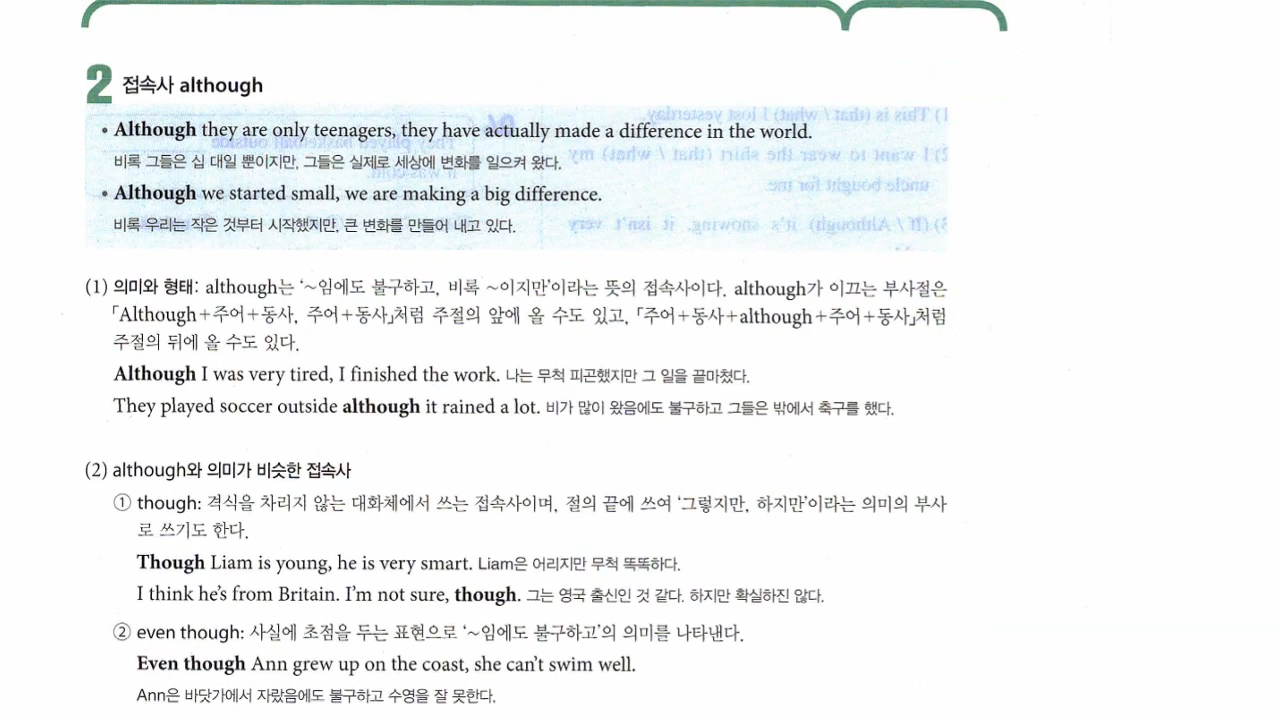 2 접속사 although
• Although they are only teenagers, they have actually made a difference in the world.
비록 그들은 십 대일 뿐이지만, 그들은 실제로 세상에 변화를 일으켜 왔다.
• Although we started small, we are making a big difference.
비록 우리는 작은 것부터 시작했지만, 큰 변화를 만들어 내고 있다.
(1) 의미와 형태: although는 ‘~임에도 불구하고, 비록 ~이지만’이라는 뜻의 접속사이다. although가 이끄는 부사절은
「Although+주어+동사, 주어+동사」처럼 주절의 앞에 올 수도 있고, 「주어+동사+although+주어+동사」처럼
주절의 뒤에 올 수도 있다.
Although I was very tired, I finished the work. 나는 무척 피곤했지만 그 일을 끝마쳤다.
They played soccer outside although it rained a lot. 비가 많이 왔음에도 불구하고 그들은 밖에서 축구를 했다.
(2) although와 의미가 비슷한 접속사
① though: 격식을 차리지 않는 대화체에서 쓰는 접속사이며, 절의 끝에 쓰여 ‘그렇지만, 하지만’이라는 의미의 부사
로 쓰기도 한다.
Though Liam is young, he is very smart. Liam은 어리지만 무척 똑똑하다.
I think he’s from Britain. I’m not sure, though. 그는 영국 출신인 것 같다. 하지만 확실하진 않다.
② even though: 사실에 초점을 두는 표현으로 ‘~임에도 불구하고’의 의미를 나타낸다.
Even though Ann grew up on the coast, she can’t swim well.
Ann은 바닷가에서 자랐음에도 불구하고 수영을 잘 못한다.